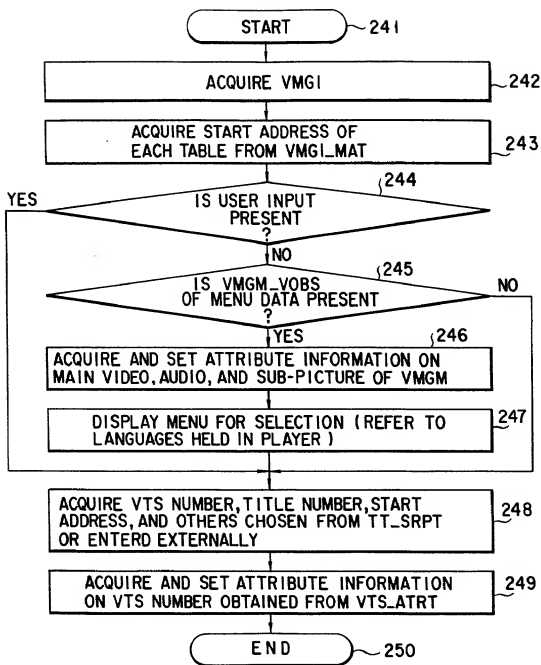 START
241
ACQUIRE VMGI
242
ACQUIRE START ADDRESS OF
EACH TABLE FROM VMGI_MAT
243
244
YES
IS USER INPUT
PRESENT
?
NO
245
IS VMGM_VOBS
OF MENU DATA PRESENT
?
NO
YES
246
ACQUIRE AND SET ATTRIBUTE INFORMATION ON
MAIN VIDEO, AUDIO, AND SUB-PICTURE OF VMGM
DISPLAY MENU FOR SELECTION (REFER TO
LANGUAGES HELD IN PLAYER)
247
ACQUIRE VTS NUMBER, TITLE NUMBER, START
ADDRESS, AND OTHERS CHOSEN FROM TT_SRPT
OR ENTERD EXTERNALLY
248
ACQUIRE AND SET ATTRIBUTE INFORMATION
ON VTS NUMBER OBTAINED FROM VTS_ATRT
249
END
250